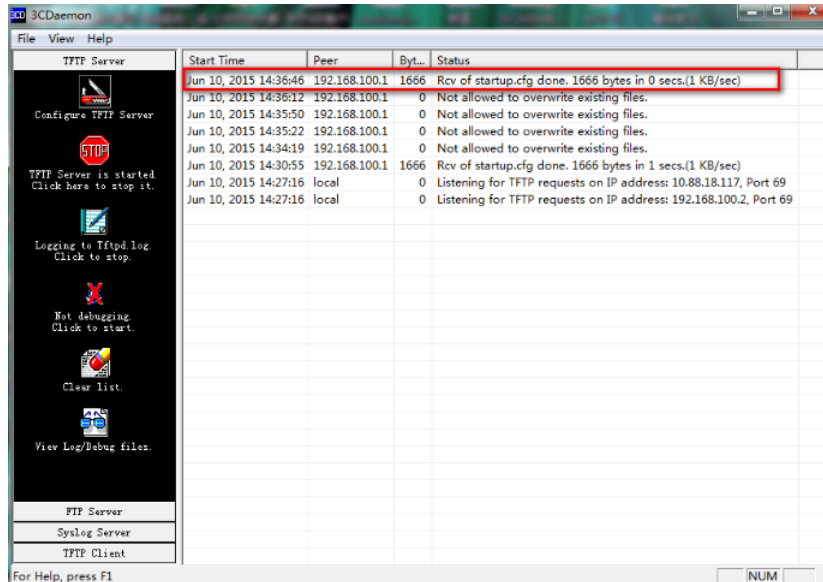 3CD 3CDaemon
File View Help
TFTP Server
Configure TFTP Server
STOP
TFTP Server is started.
Click here to stop it.
Logging to Tftpd.log.
Click to stop.
Not debugging.
Click to start.
Clear list.
View Log/Debug files.
FTP Server
Syslog Server
TFTP Client
Start Time Peer Byt... Status
Jun 10, 2015 14:36:46 192.168.100.1 1666 Rcv of startup.cfg done. 1666 bytes in 0 secs.(1 KB/sec)
Jun 10, 2015 14:36:12 192.168.100.1 0 Not allowed to overwrite existing files.
Jun 10, 2015 14:35:50 192.168.100.1 0 Not allowed to overwrite existing files.
Jun 10, 2015 14:35:22 192.168.100.1 0 Not allowed to overwrite existing files.
Jun 10, 2015 14:34:19 192.168.100.1 0 Not allowed to overwrite existing files.
Jun 10, 2015 14:30:55 192.168.100.1 1666 Rcv of startup.cfg done. 1666 bytes in 1 secs.(1 KB/sec)
Jun 10, 2015 14:27:16 local 0 Listening for TFTP requests on IP address: 10.88.18.117, Port 69
Jun 10, 2015 14:27:16 local 0 Listening for TFTP requests on IP address: 192.168.100.2, Port 69
For Help, press F1
NUM